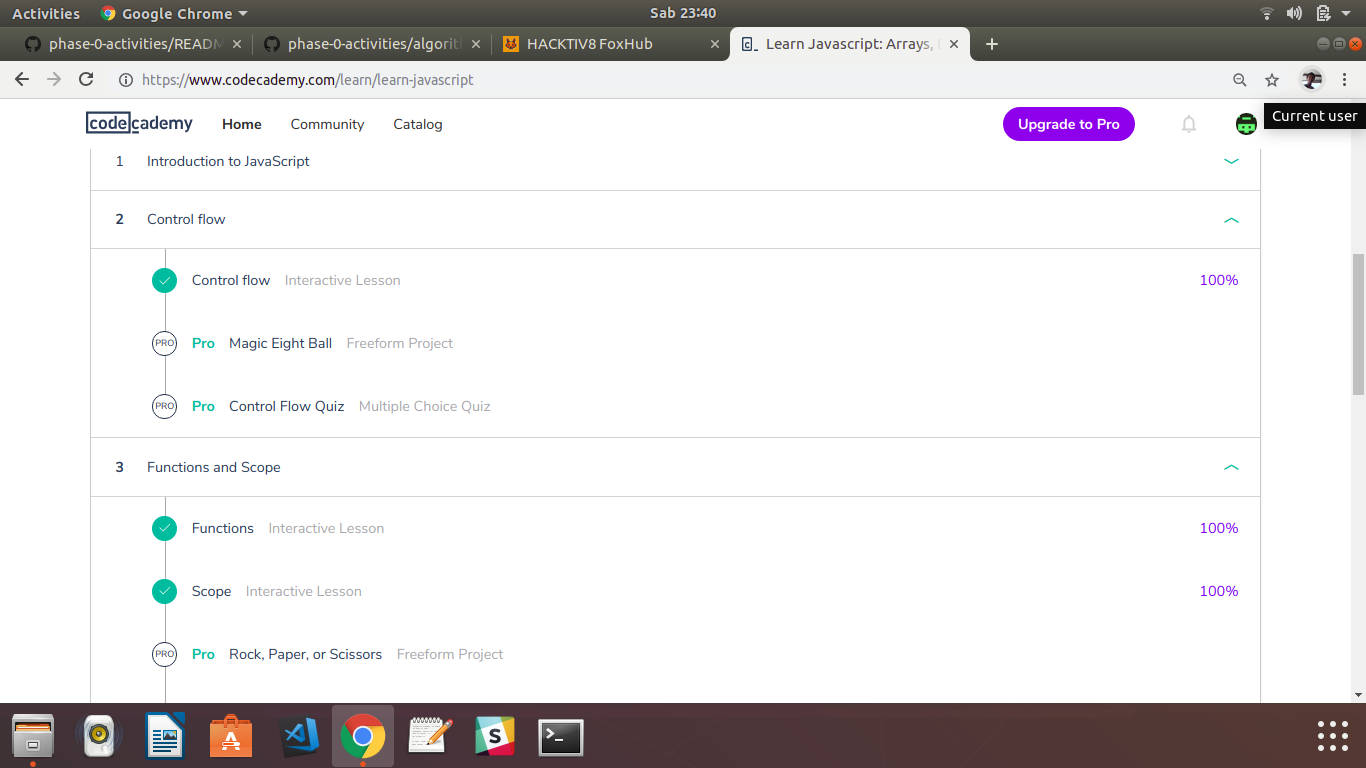 Activities Google Chrome Sab 23:40
phase-0-activities/READM phase-0-activities/algorit HACKTIV8 FoxHub Learn Javascript: Arrays, L
https://www.codecademy.com/learn/learn-javascript
codecademy Home Community Catalog Upgrade to Pro Current user
1 Introduction to JavaScript
2 Control flow
Control flow Interactive Lesson 100%
PRO Pro Magic Eight Ball Freeform Project
PRO Pro Control Flow Quiz Multiple Choice Quiz
3 Functions and Scope
Functions Interactive Lesson 100%
Scope Interactive Lesson 100%
PRO Pro Rock, Paper, or Scissors Freeform Project